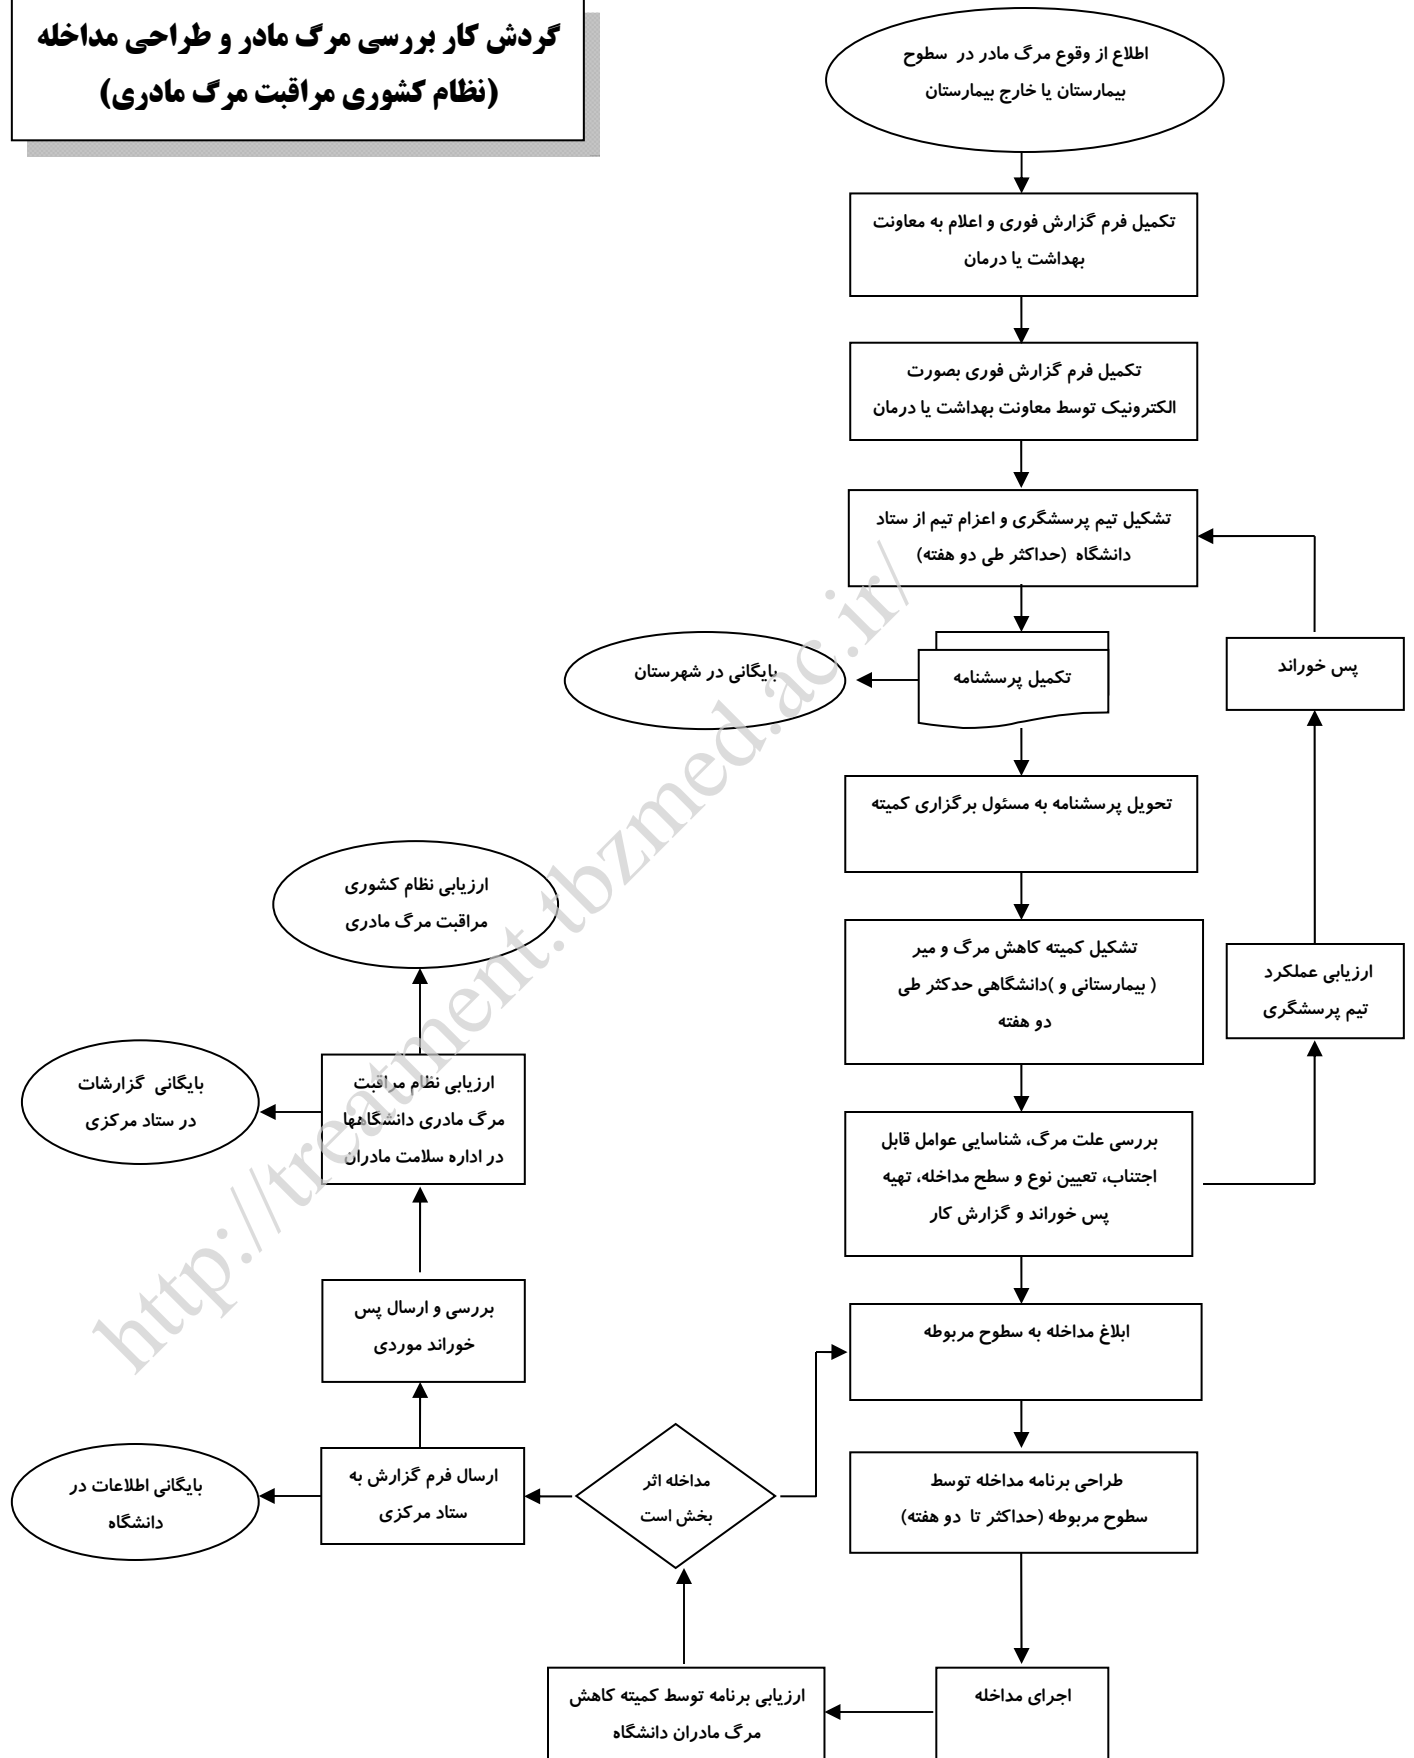 گردش کار بررسی مرگ مادر و طراحی مداخله
(نظام کشوری مراقبت مرگ مادری)
اطلاع از وقوع مرگ مادر در سطوح
بیمارستان یا خارج بیمارستان
تکمیل فرم گزارش فوری و اعلام به معاونت
بهداشت یا درمان
تکمیل فرم گزارش فوری بصورت
الکترونیک توسط معاونت بهداشت یا درمان
تشکیل تیم پرسشگری و اعزام تیم از ستاد
دانشگاه (حداکثر طی دو هفته)
پس خوراند
تکمیل پرسشنامه
بایگانی در شهرستان
تحویل پرسشنامه به مسئول برگزاری کمیته
تشکیل کمیته کاهش مرگ و میر
( بیمارستانی و )دانشگاهی حدکثر طی
دو هفته
ارزیابی عملکرد
تیم پرسشگری
بررسی علت مرگ، شناسایی عوامل قابل
اجتناب، تعیین نوع و سطح مداخله، تهیه
پس خوراند و گزارش کار
ابلاغ مداخله به سطوح مربوطه
طراحی برنامه مداخله توسط
سطوح مربوطه (حداکثر تا دو هفته)
اجرای مداخله
ارزیابی برنامه توسط کمیته کاهش
مرگ مادران دانشگاه
مداخله اثر
بخش است
ارسال فرم گزارش به
ستاد مرکزی
بایگانی اطلاعات در
دانشگاه
بررسی و ارسال پس
خوراند موردی
ارزیابی نظام مراقبت
مرگ مادری دانشگاهها
در اداره سلامت مادران
بایگانی گزارشات
در ستاد مرکزی
ارزیابی نظام کشوری
مراقبت مرگ مادری
http://treatment.tbzmed.ac.ir/